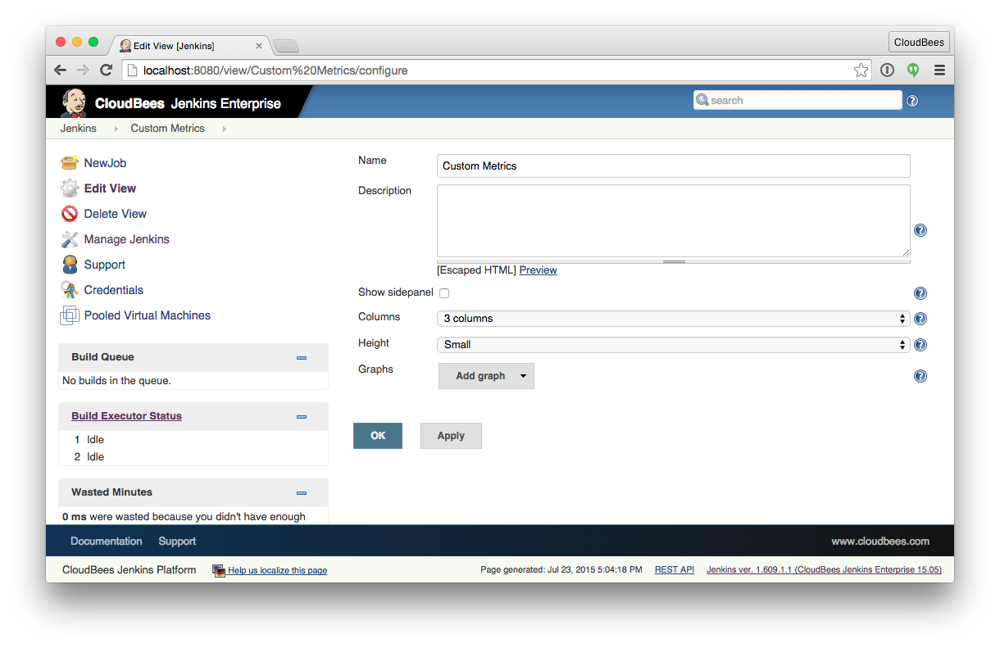 Edit View [Jenkins]
CloudBees
localhost:8080/view/Custom%20Metrics/configure
CloudBees Jenkins Enterprise
search
Jenkins
Custom Metrics
NewJob
Edit View
Delete View
Manage Jenkins
Support
Credentials
Pooled Virtual Machines
Build Queue
No builds in the queue.
Build Executor Status
1 Idle
2 Idle
Wasted Minutes
0 ms were wasted because you didn't have enough
Name
Custom Metrics
Description
[Escaped HTML] Preview
Show sidepanel
Columns
3 columns
Height
Small
Graphs
Add graph
OK
Apply
Documentation
Support
www.cloudbees.com
CloudBees Jenkins Platform
Help us localize this page
Page generated: Jul 23, 2015 5:04:18 PM
REST API
Jenkins ver. 1.609.1.1 (CloudBees Jenkins Enterprise 15.05)